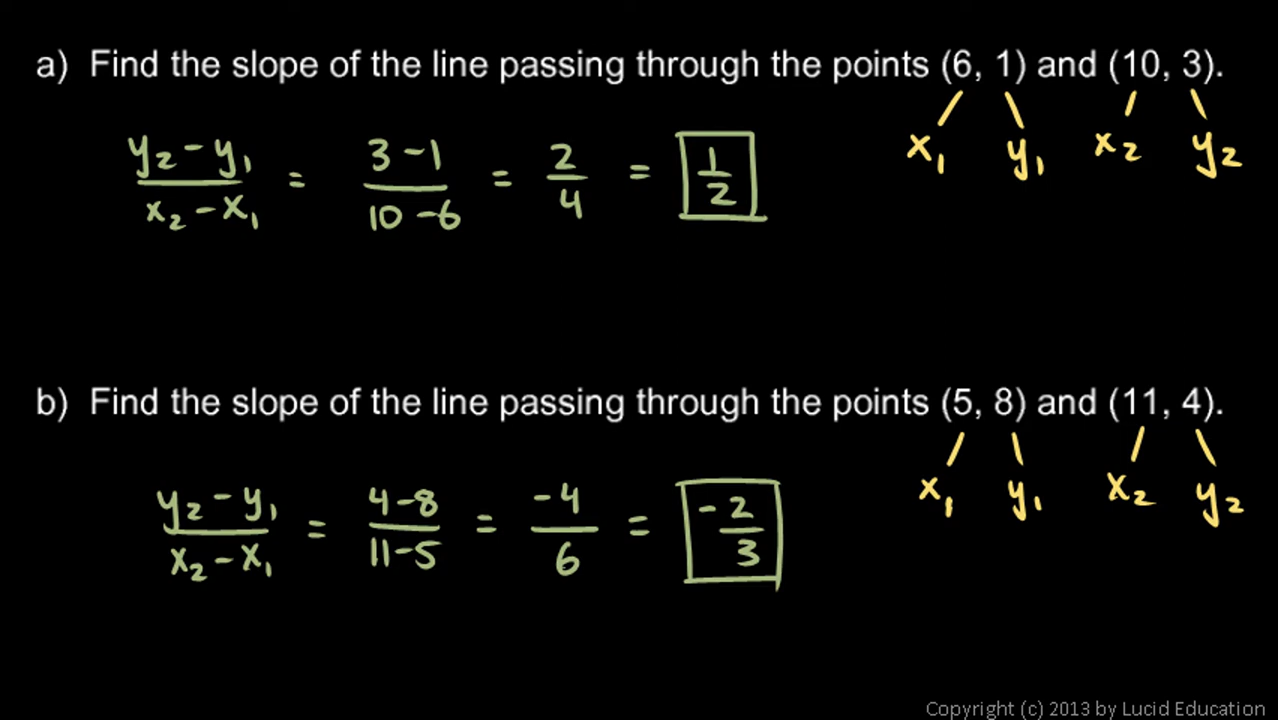 a) Find the slope of the line passing through the points (6, 1) and (10, 3).
x₁ y₁ x₂ y₂
(y₂ - y₁)/(x₂ - x₁) = (3 - 1)/(10 - 6) = 2/4 = 1/2
b) Find the slope of the line passing through the points (5, 8) and (11, 4).
x₁ y₁ x₂ y₂
(y₂ - y₁)/(x₂ - x₁) = (4 - 8)/(11 - 5) = -4/6 = -2/3
Copyright (c) 2013 by Lucid Education